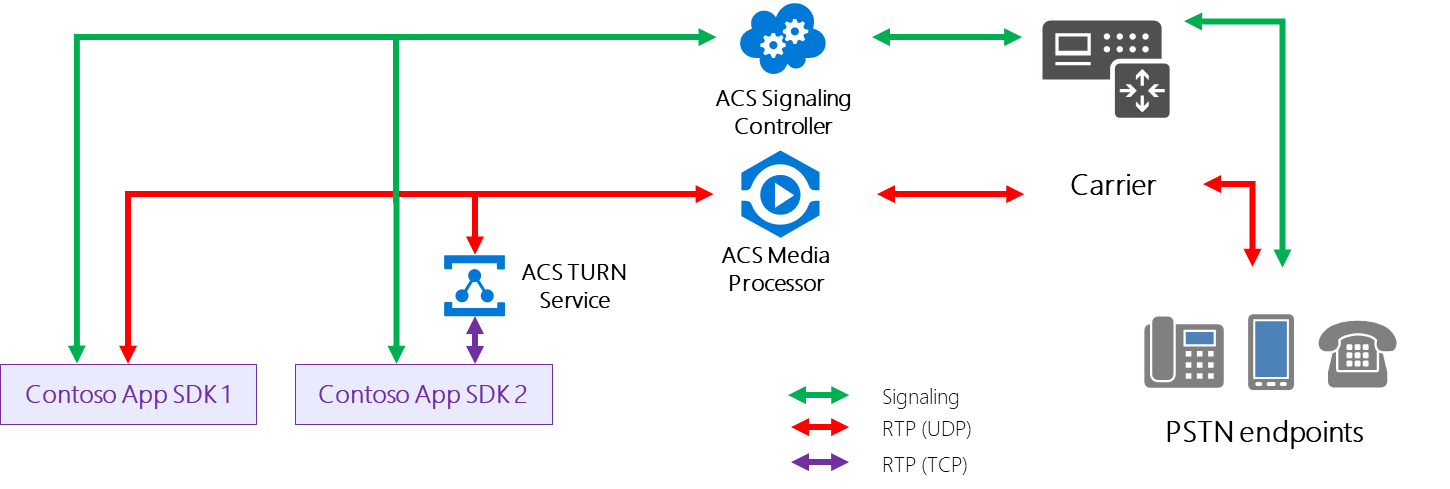 ACS Signaling
Controller
Carrier
ACS Media
Processor
ACS TURN
Service
Contoso App SDK 1
Contoso App SDK 2
Signaling
RTP (UDP)
RTP (TCP)
PSTN endpoints